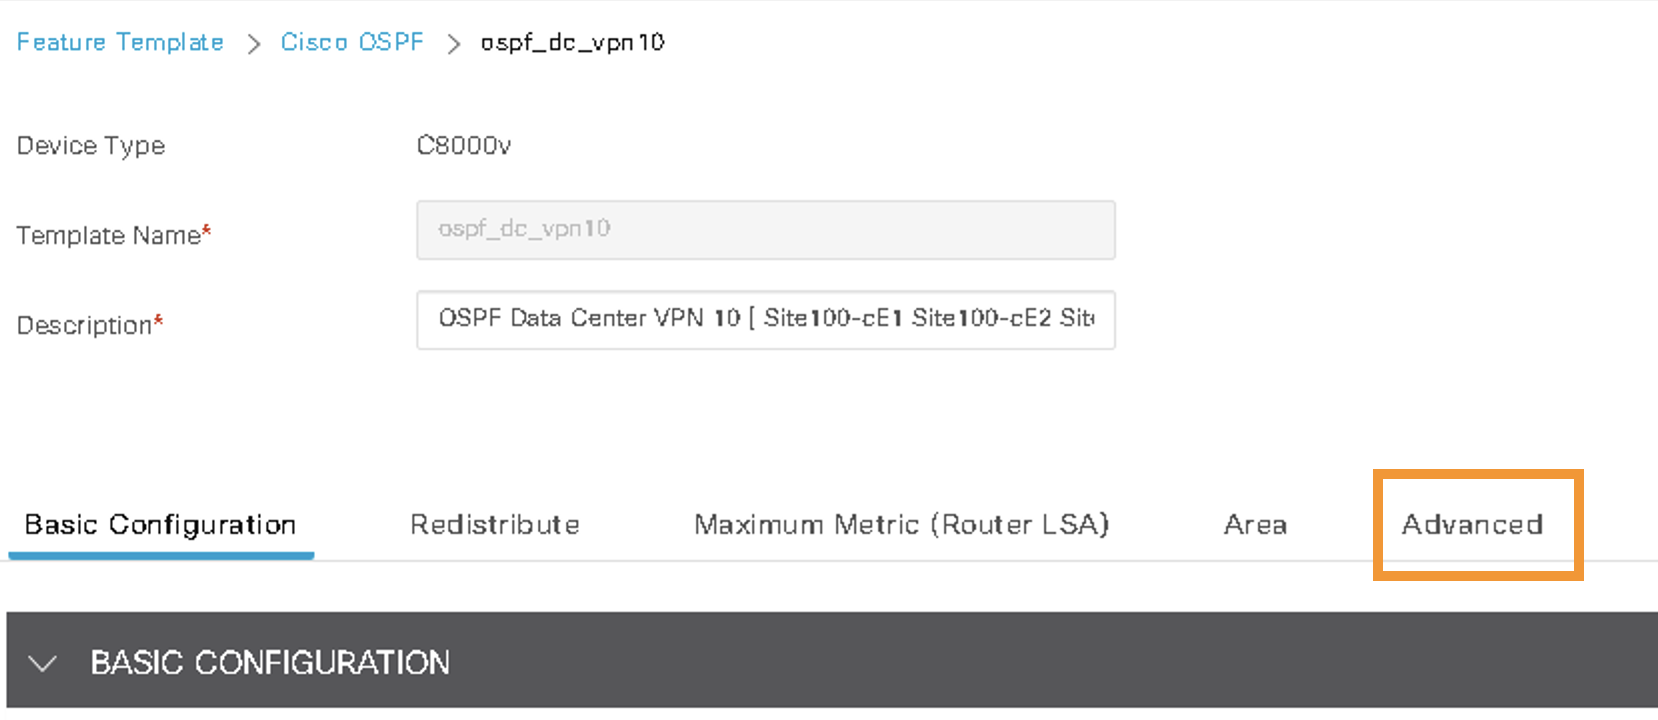 Feature Template > Cisco OSPF > ospf_dc_vpn10
Device Type C8000v
Template Name* ospf_dc_vpn10
Description* OSPF Data Center VPN 10 [ Site100-cE1 Site100-cE2 Sit
Basic Configuration Redistribute Maximum Metric (Router LSA) Area Advanced
BASIC CONFIGURATION